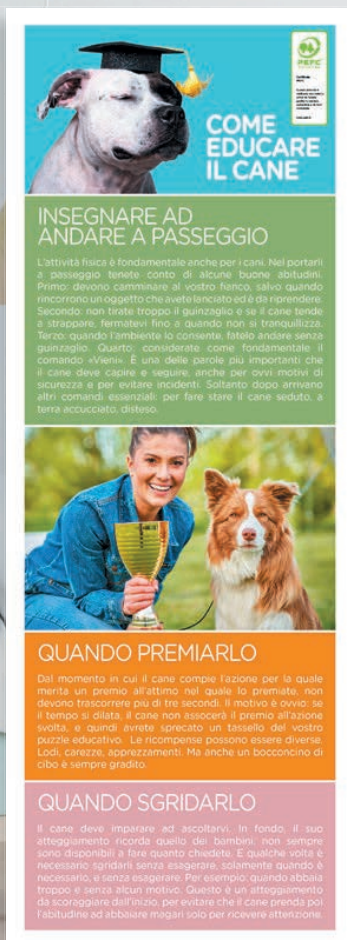 PEFC
COME
EDUCARE
IL CANE
INSEGNARE AD
ANDARE A PASSEGGIO
L'attività fisica è fondamentale anche per i cani. Nel portarli
a passeggio tenete conto di alcune buone abitudini.
Primo: devono camminare al vostro fianco, salvo quando
rincorrono un oggetto che avete lanciato ed è da riprendere.
Secondo: non tirate troppo il guinzaglio e se il cane tende
a strappare, fermatevi fino a quando non si tranquillizza.
Terzo: quando l'ambiente lo consente, fatelo andare senza
guinzaglio. Quarto: considerate come fondamentale il
comando «Vieni». È una delle parole più importanti che
il cane deve capire e seguire, anche per ovvi motivi di
sicurezza e per evitare incidenti. Soltanto dopo arrivano
altri comandi essenziali: per fare stare il cane seduto, a
terra accucciato, disteso.
QUANDO PREMIARLO
Dal momento in cui il cane compie l'azione per la quale
merita un premio all'attimo nel quale lo premiate, non
devono trascorrere più di tre secondi. Il motivo è ovvio: se
il tempo si dilata, il cane non assocerà il premio all'azione
svolta, e quindi avrete sprecato un tassello del vostro
puzzle educativo. Le ricompense possono essere diverse.
Lodi, carezze, apprezzamenti. Ma anche un bocconcino di
cibo è sempre gradito.
QUANDO SGRIDARLO
Il cane deve imparare ad ascoltarvi. In fondo, il suo
atteggiamento ricorda quello dei bambini: non sempre
sono disponibili a fare quanto chiedete. E qualche volta è
necessario sgridarli senza esagerare, solamente quando è
necessario, e senza esagerare. Per esempio: quando abbaia
troppo e senza alcun motivo. Questo è un atteggiamento
da scoraggiare dall'inizio, per evitare che il cane prenda poi
l'abitudine ad abbaiare magari solo per ricevere attenzione.